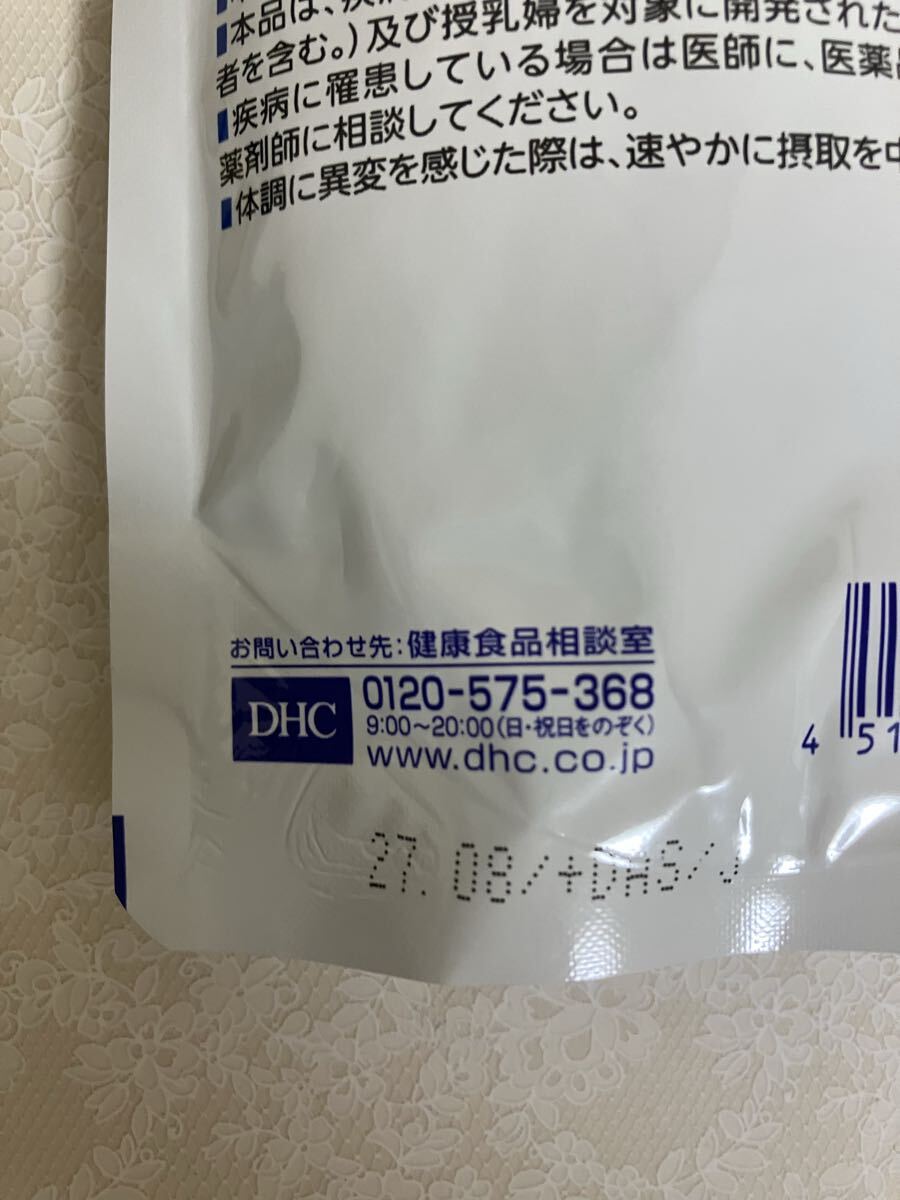 ■本品は、疾病
者を含む。)及び授乳婦を対象に開発された
■疾病に罹患している場合は医師に、医薬品
薬剤師に相談してください。
■体調に異変を感じた際は、速やかに摂取を中
お問い合わせ先:健康食品相談室
DHC
0120-575-368
9:00~20:00(日・祝日をのぞく)
www.dhc.co.jp
4 51
27.08/+DAS/J